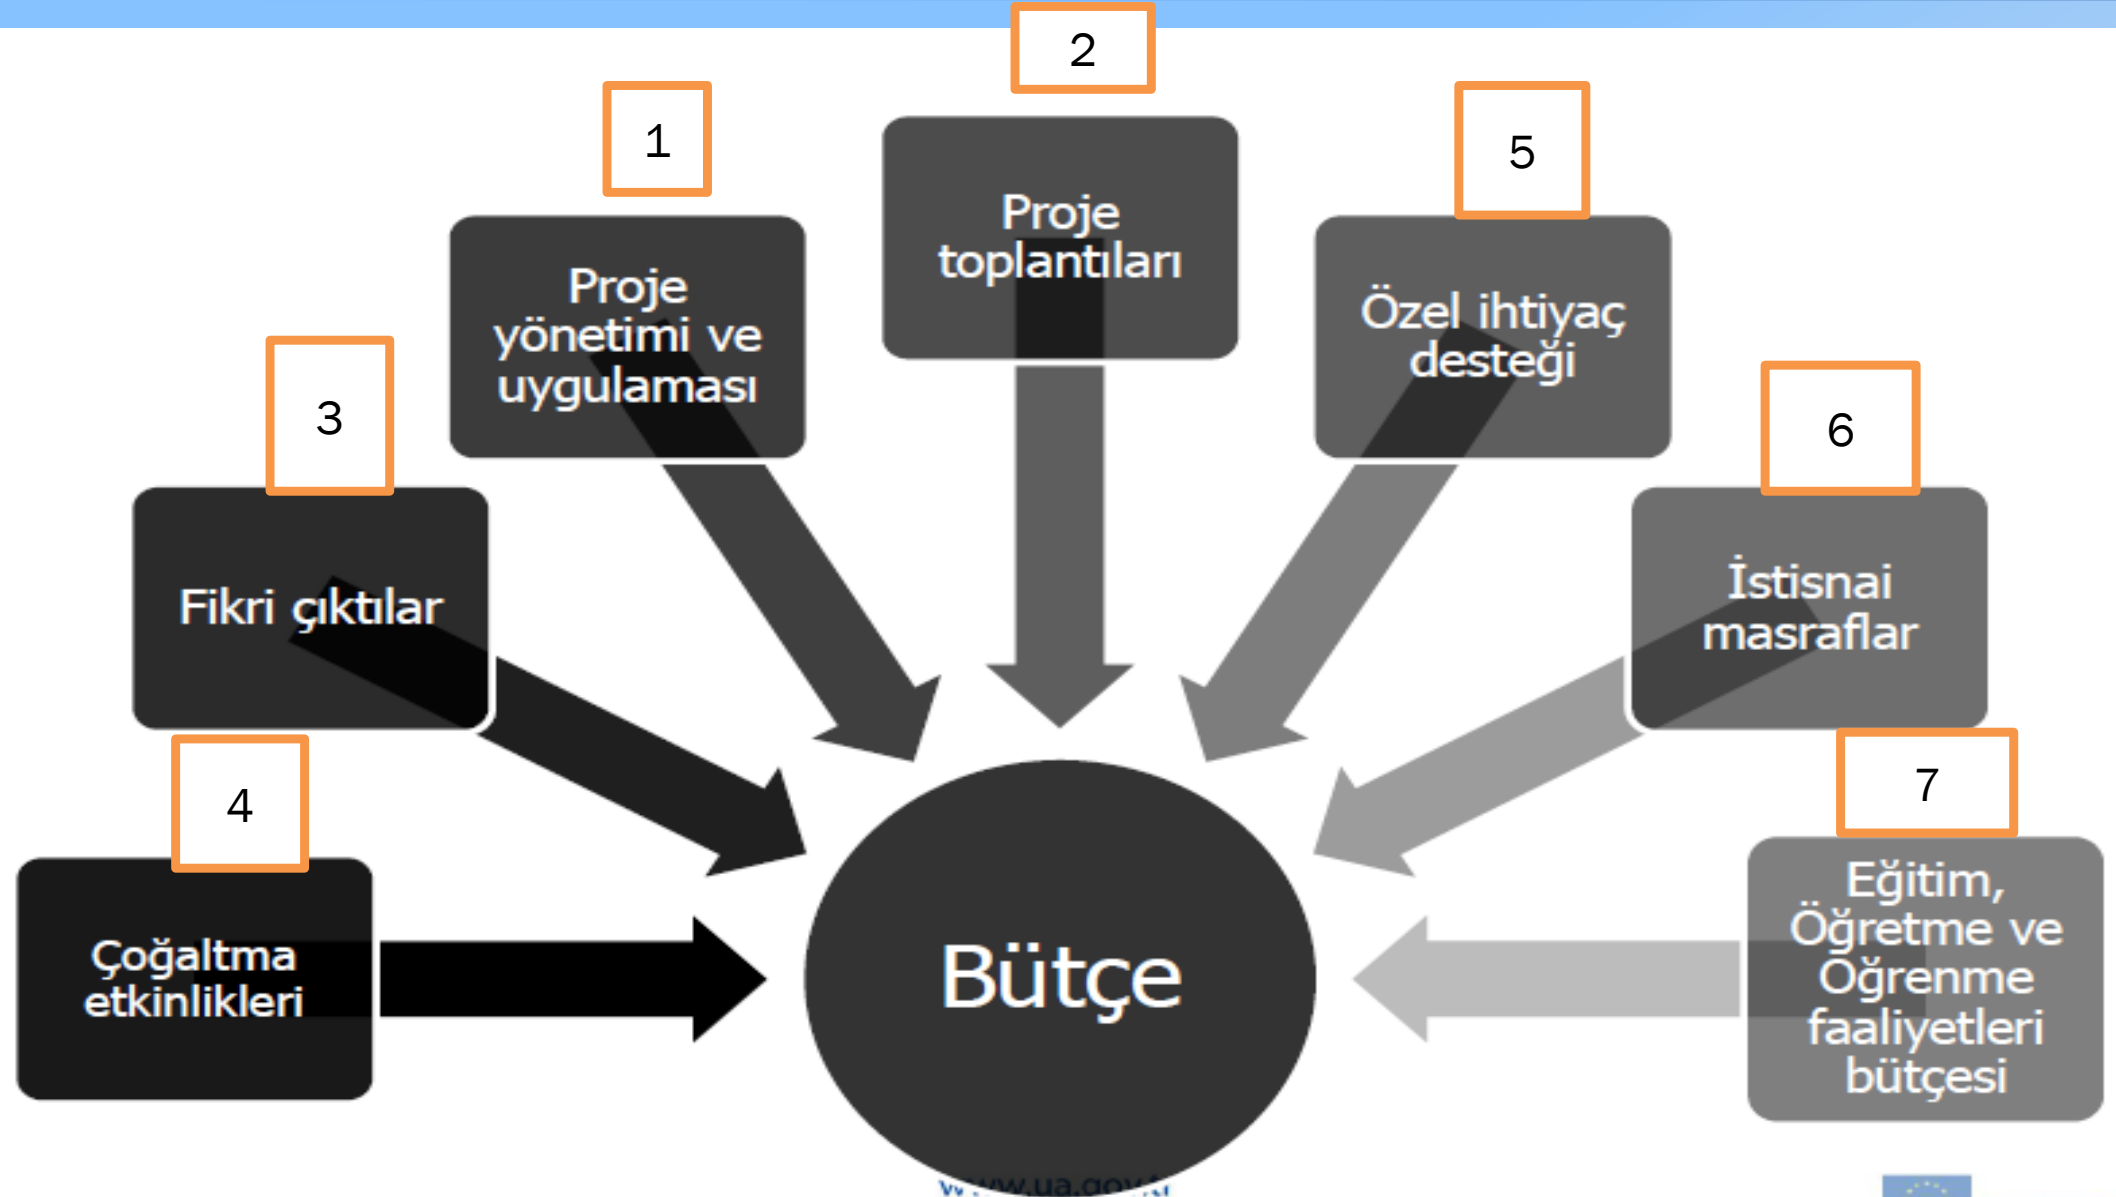 2
1
5
Proje
toplantıları
Proje
yönetimi ve
uygulaması
Özel ihtiyaç
desteği
3
6
Fikri çıktılar
İstisnai
masraflar
4
7
Çoğaltma
etkinlikleri
Bütçe
Eğitim,
Öğretme ve
Öğrenme
faaliyetleri
bütçesi